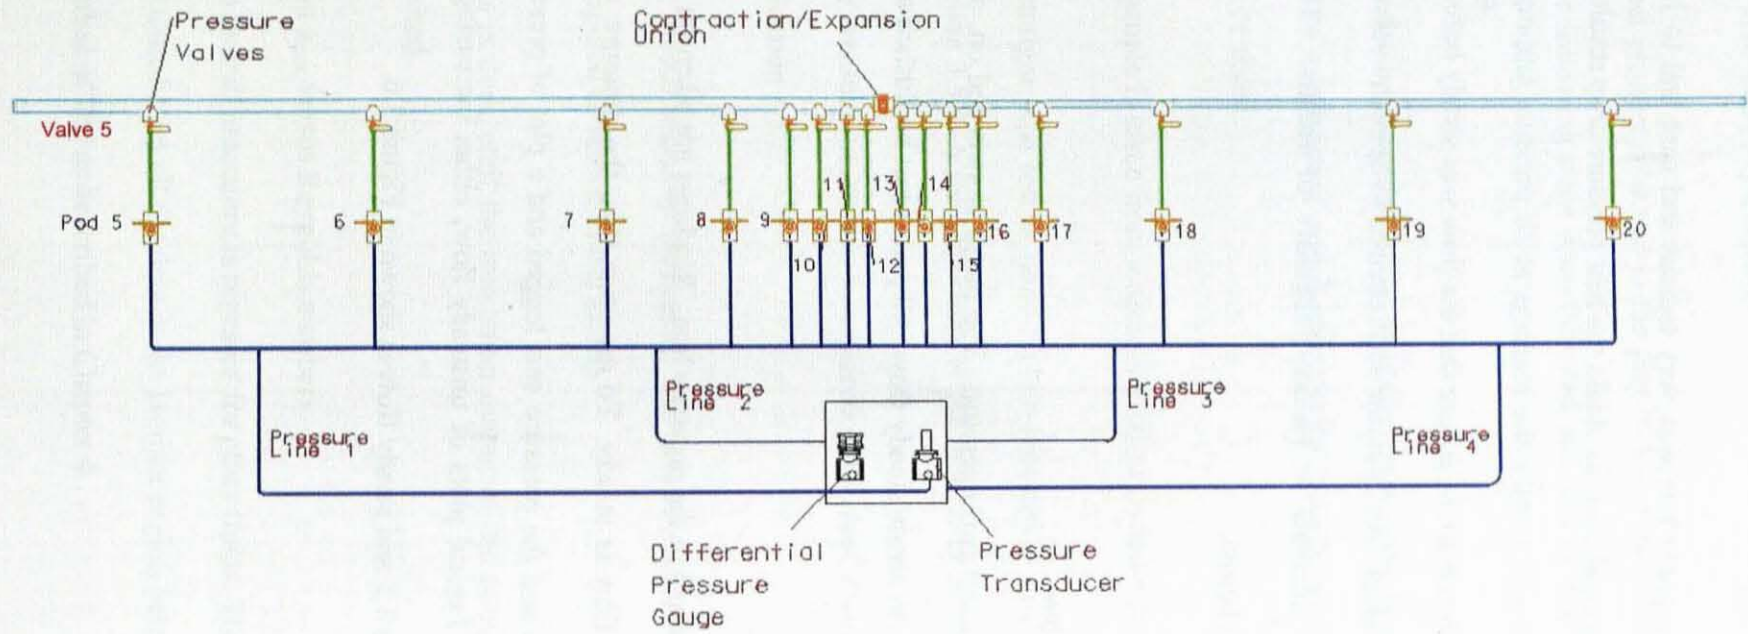 Pressure
Valves
Contraction/Expansion
Union
Valve 5
11
13
14
Pod 5
6
7
8
9
16
17
18
19
20
10
12
15
Pressure
Line 1
Pressure
Line 2
Pressure
Line 3
Pressure
Line 4
Differential
Pressure
Gauge
Pressure
Transducer